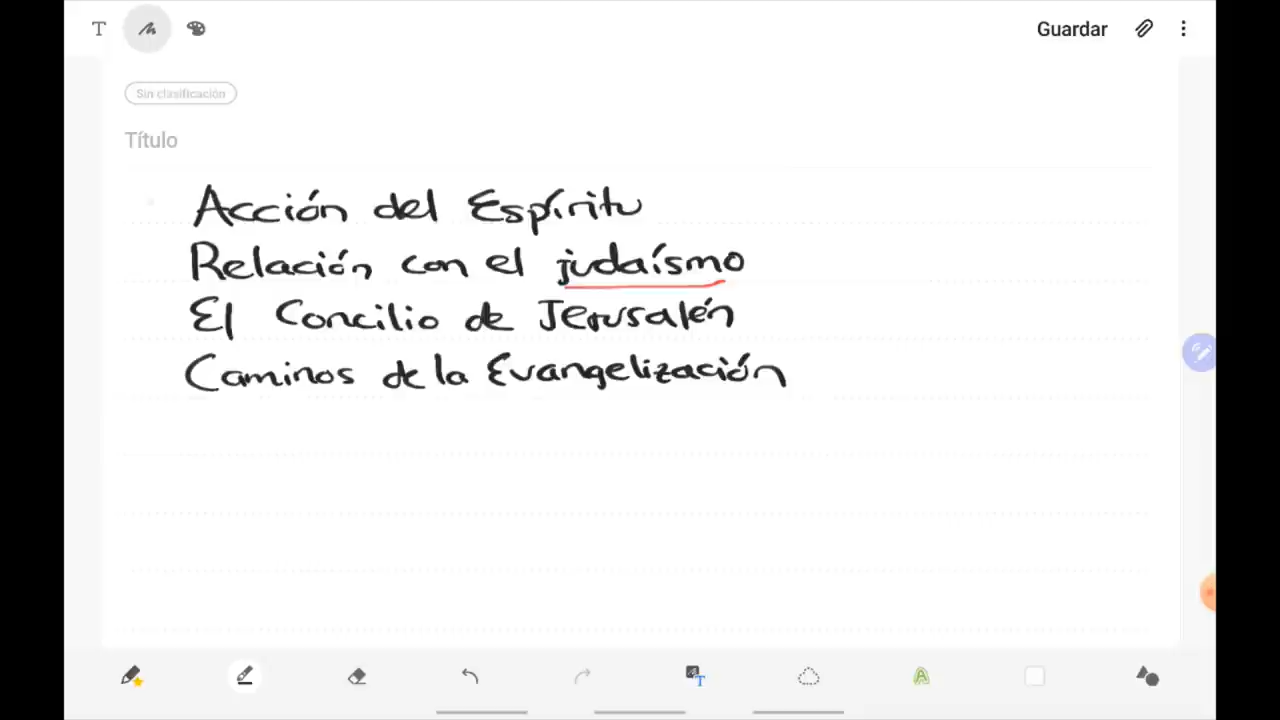 T Guardar
Sin clasificación
Título
Acción del Espíritu
Relación con el judaísmo
El Concilio de Jerusalén
Caminos de la Evangelización